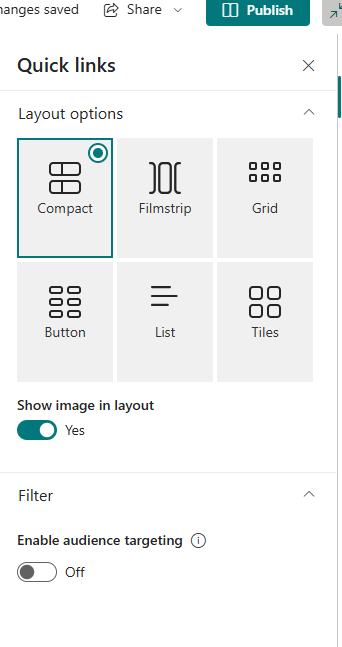 changes saved
Share
Publish
Quick links
Layout options
Compact
Filmstrip
Grid
Button
List
Tiles
Show image in layout
Yes
Filter
Enable audience targeting
Off